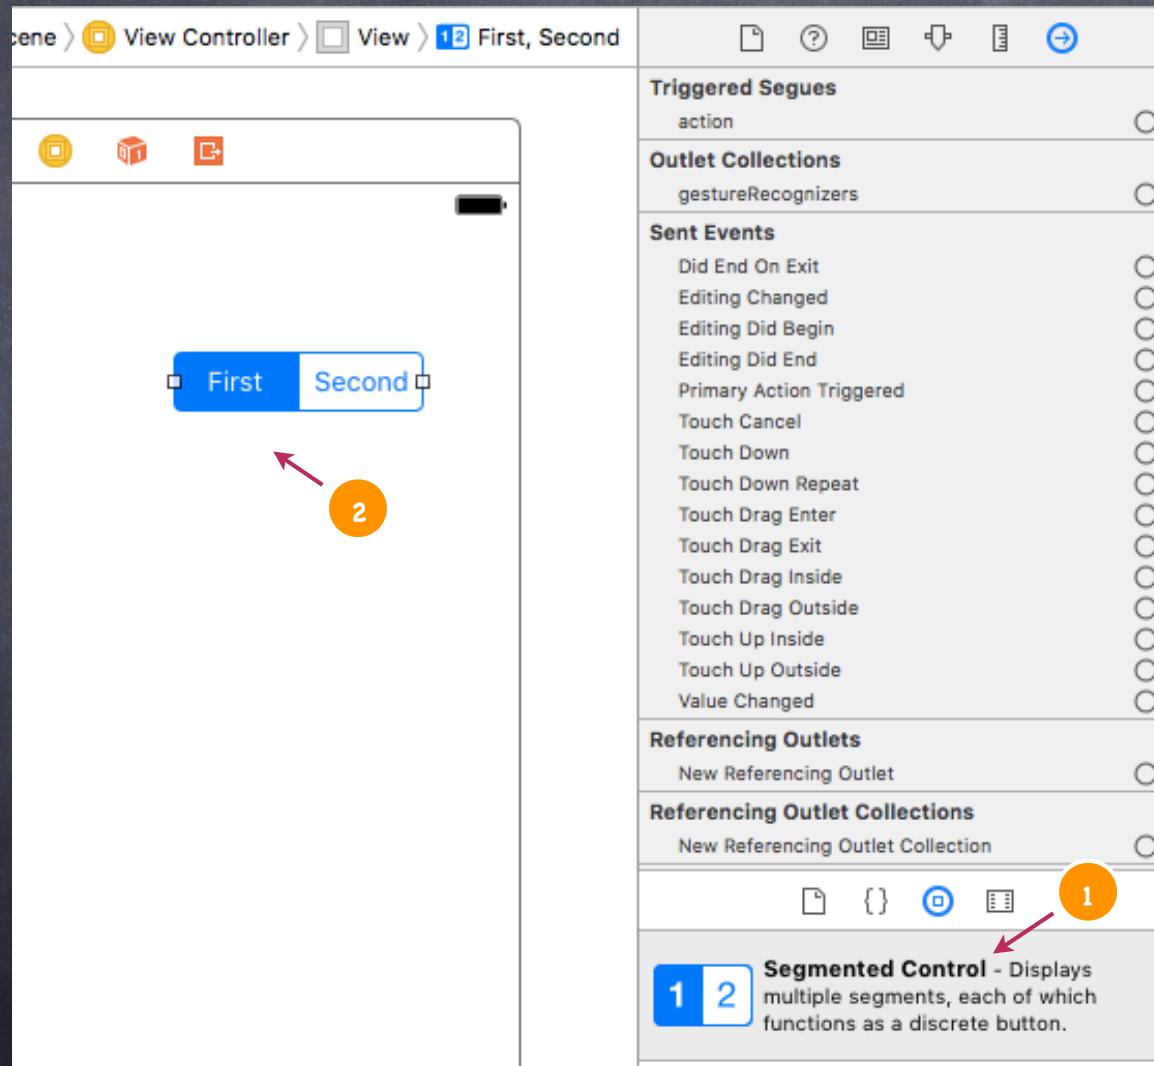 cene 〉 View Controller 〉 View 〉 12 First, Second
Triggered Segues
action
Outlet Collections
gestureRecognizers
Sent Events
Did End On Exit
Editing Changed
Editing Did Begin
Editing Did End
Primary Action Triggered
Touch Cancel
Touch Down
Touch Down Repeat
Touch Drag Enter
Touch Drag Exit
Touch Drag Inside
Touch Drag Outside
Touch Up Inside
Touch Up Outside
Value Changed
Referencing Outlets
New Referencing Outlet
Referencing Outlet Collections
New Referencing Outlet Collection
First Second
2
1
{}
1 2
Segmented Control - Displays
multiple segments, each of which
functions as a discrete button.